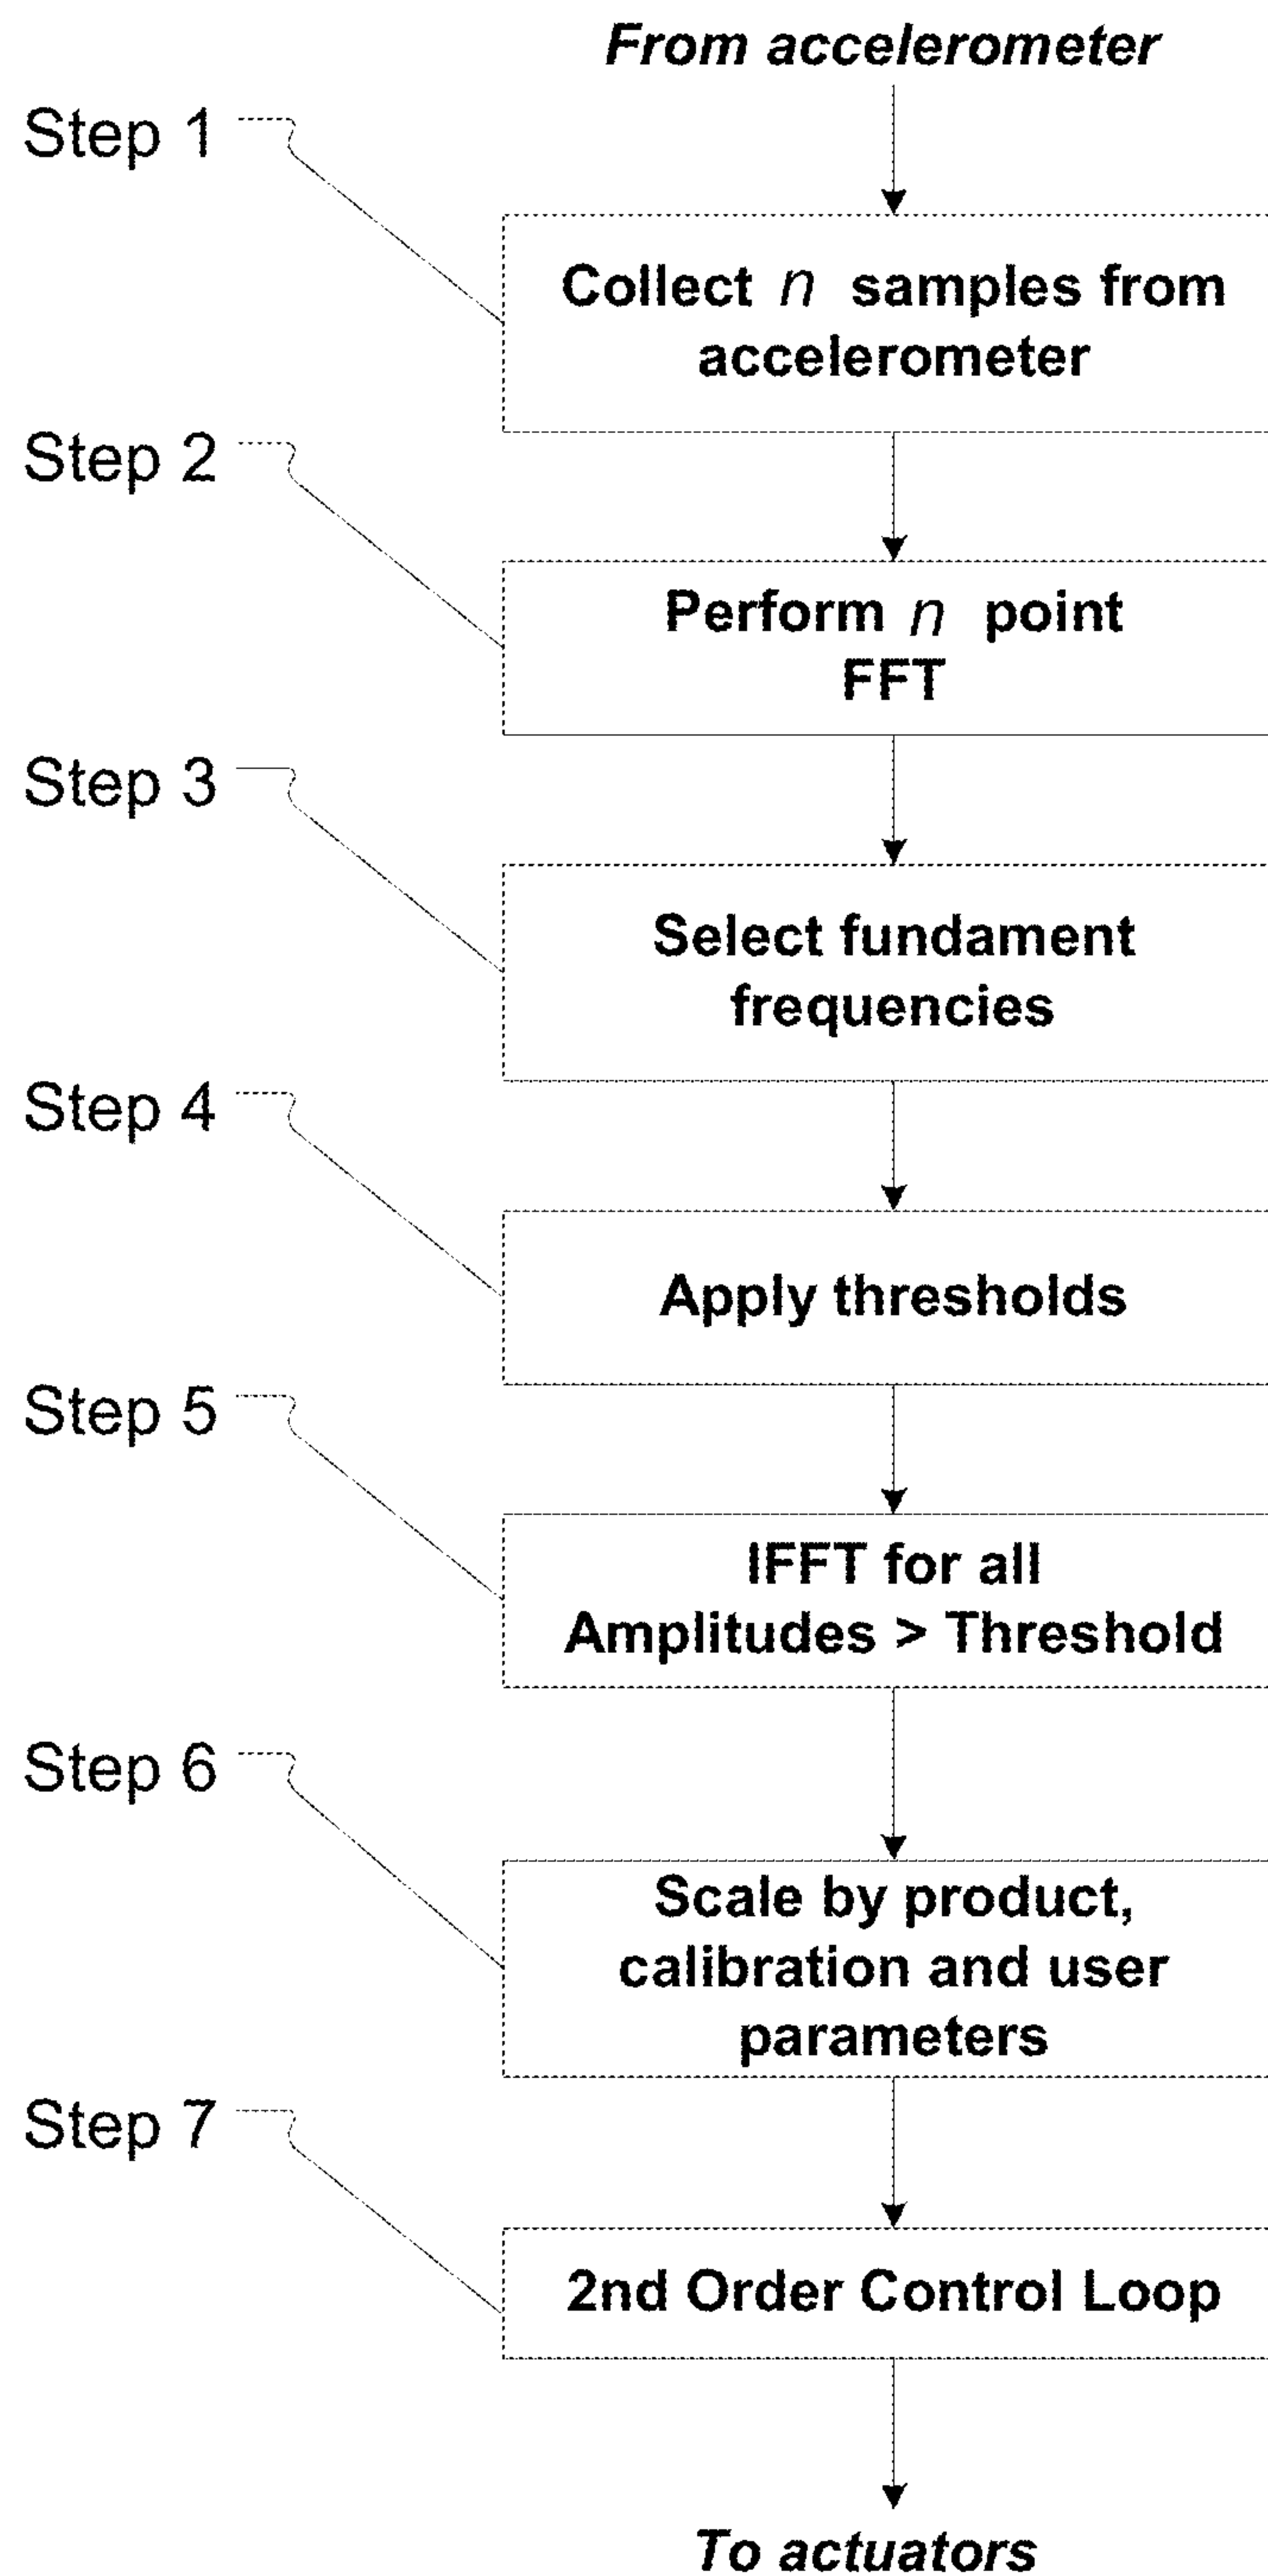 From accelerometer
Step 1
Collect n samples from
accelerometer
Step 2
Perform n point
FFT
Step 3
Select fundament
frequencies
Step 4
Apply thresholds
Step 5
IFFT for all
Amplitudes > Threshold
Step 6
Scale by product,
calibration and user
parameters
Step 7
2nd Order Control Loop
To actuators